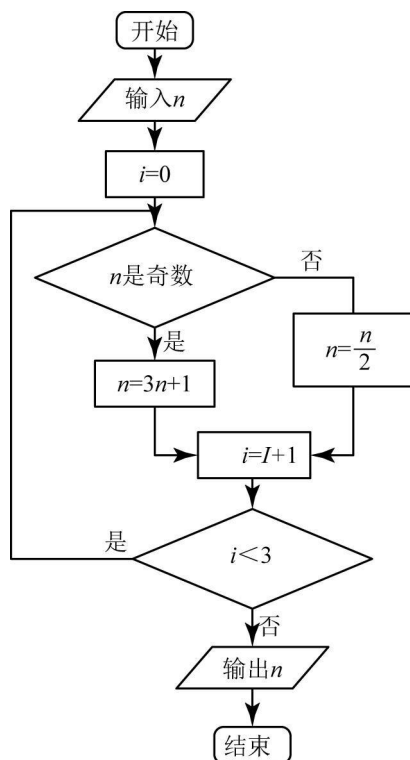 开始
输入n
i=0
n是奇数
否
是
n=3n+1
n=n/2
i=I+1
是
i<3
否
输出n
结束